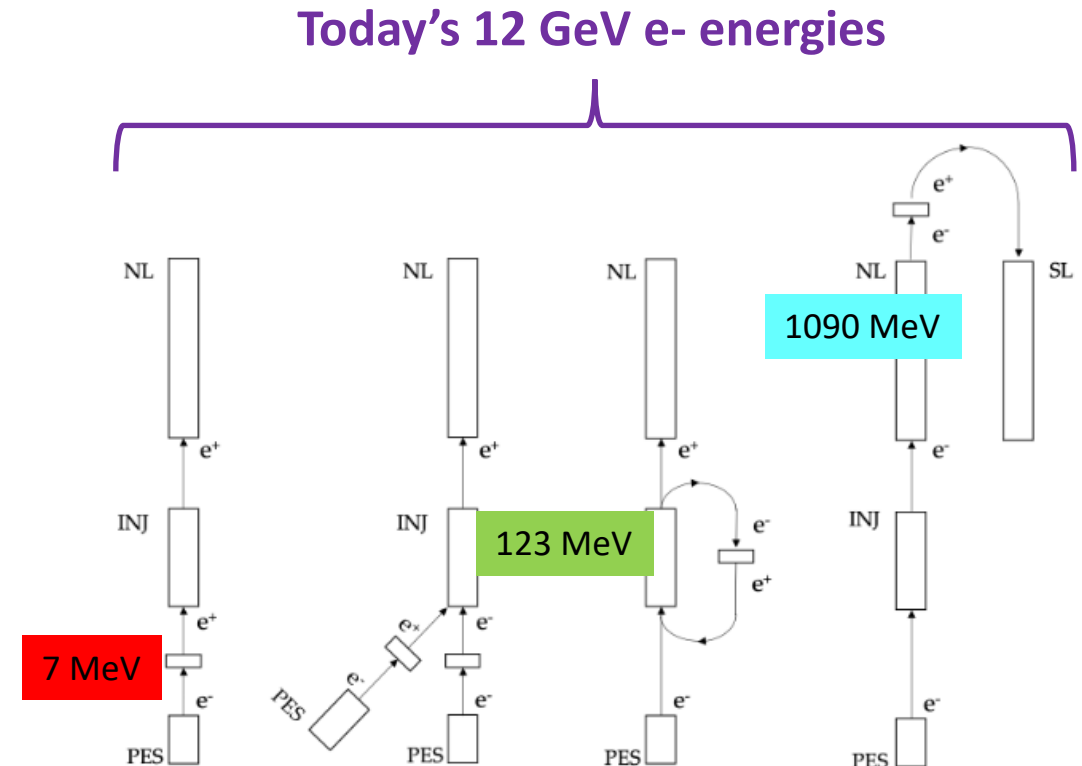 Today's 12 GeV e- energies
e⁺
e⁻
NL
NL
NL
NL
SL
1090 MeV
e⁺
e⁺
e⁺
e⁻
INJ
INJ
123 MeV
e⁻
e⁺
INJ
e⁺
e⁺
e⁻
7 MeV
e⁻
e⁻
e⁻
e⁻
e⁻
PES
PES
PES
PES
PES